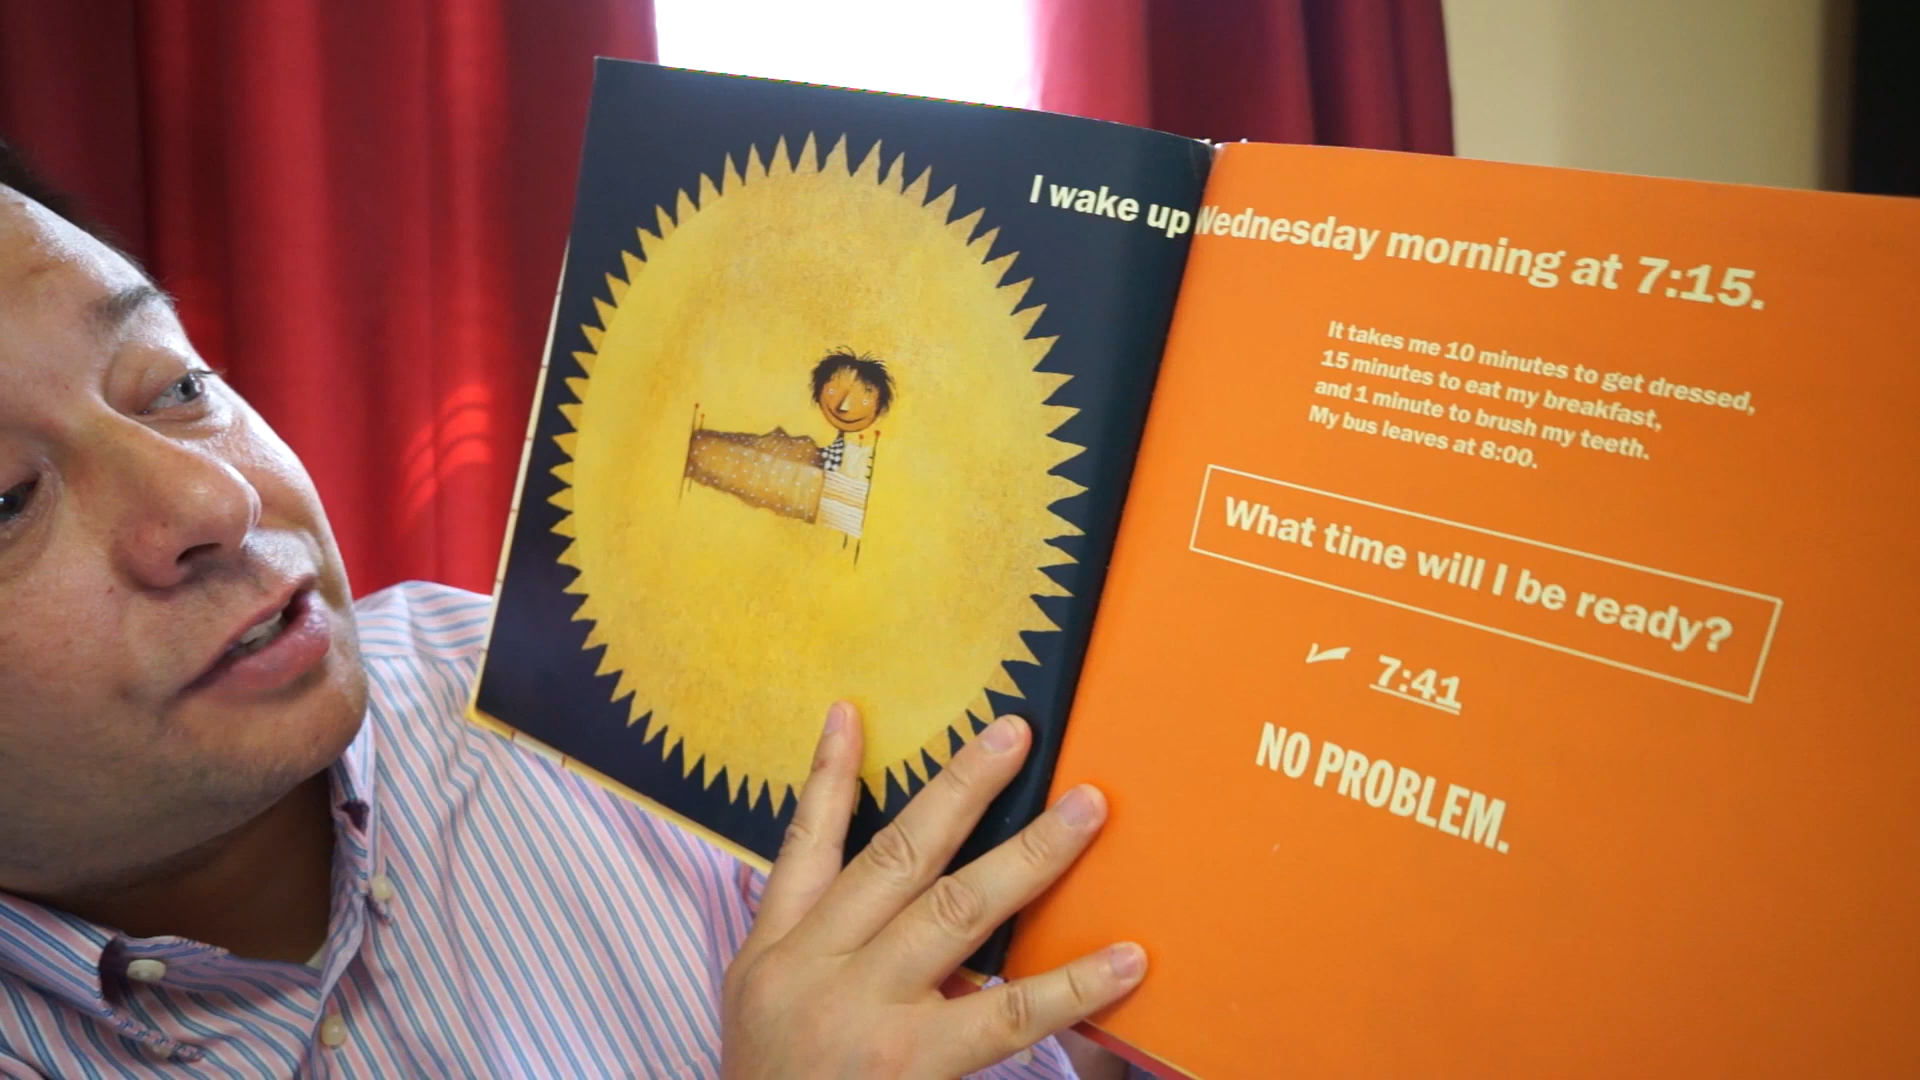 I wake up Wednesday morning at 7:15.
It takes me 10 minutes to get dressed,
15 minutes to eat my breakfast,
and 1 minute to brush my teeth.
My bus leaves at 8:00.
What time will I be ready?
7:41
NO PROBLEM.